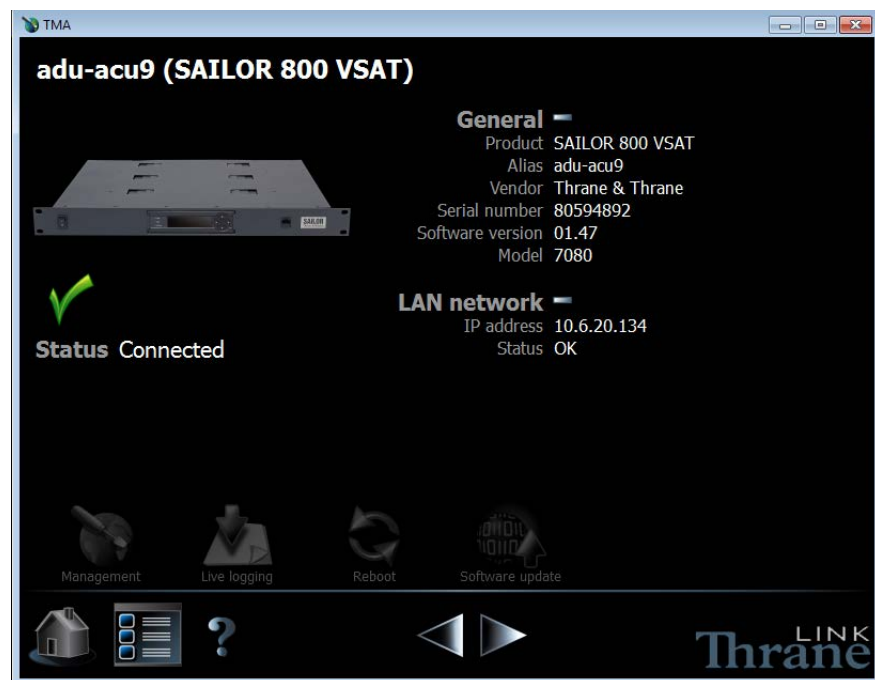 TMA
adu-acu9 (SAILOR 800 VSAT)
General
Product SAILOR 800 VSAT
Alias adu-acu9
Vendor Thrane & Thrane
Serial number 80594892
Software version 01.47
Model 7080
SAILOR
LAN network
IP address 10.6.20.134
Status OK
Status Connected
Management Live logging Reboot Software update
?
LINK
Thrane